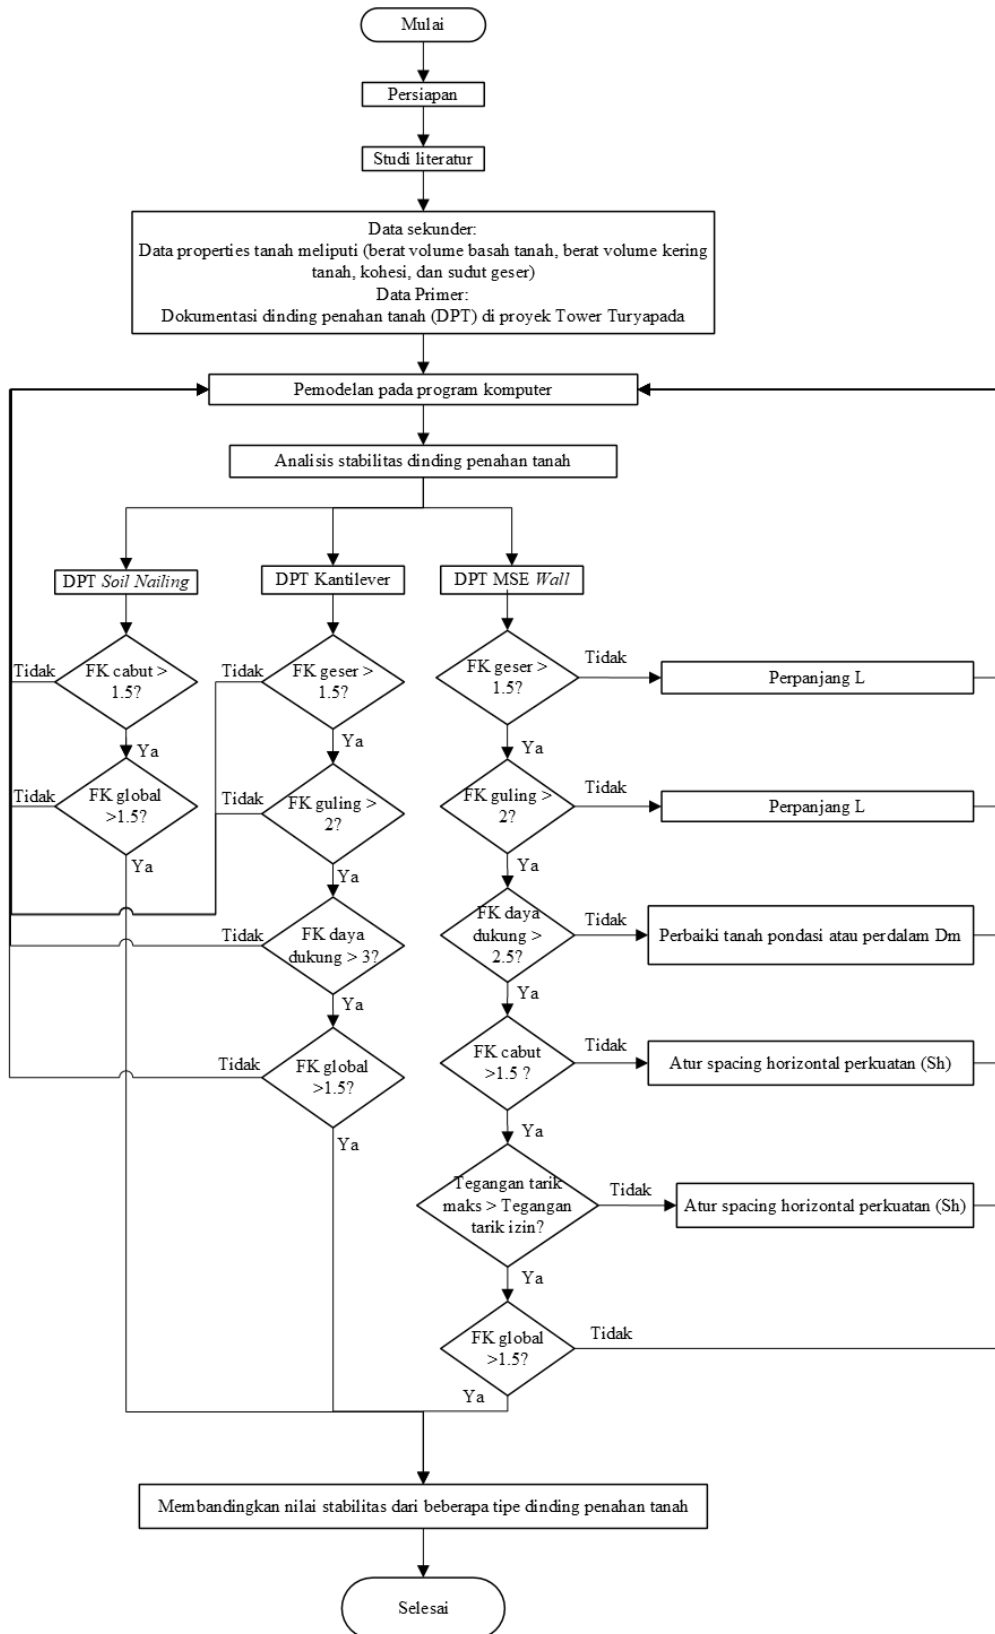 Mulai
Persiapan
Studi literatur
Data sekunder:
Data properties tanah meliputi (berat volume basah tanah, berat volume kering
tanah, kohesi, dan sudut geser)
Data Primer:
Dokumentasi dinding penahan tanah (DPT) di proyek Tower Turyapada
Pemodelan pada program komputer
Analisis stabilitas dinding penahan tanah
DPT Soil Nailing
DPT Kantilever
DPT MSE Wall
Tidak
FK cabut >
1.5?
Ya
Tidak
FK global
>1.5?
Ya
Tidak
FK geser >
1.5?
Ya
Tidak
FK guling >
2?
Ya
Tidak
FK daya
dukung > 3?
Ya
Tidak
FK global
>1.5?
Ya
FK geser >
1.5?
Tidak
Perpanjang L
Ya
FK guling >
2?
Tidak
Perpanjang L
Ya
FK daya
dukung >
2.5?
Tidak
Perbaiki tanah pondasi atau perdalam Dm
Ya
FK cabut
>1.5 ?
Tidak
Atur spacing horizontal perkuatan (Sh)
Ya
Tegangan tarik
maks > Tegangan
tarik izin?
Tidak
Atur spacing horizontal perkuatan (Sh)
Ya
FK global
>1.5?
Tidak
Ya
Membandingkan nilai stabilitas dari beberapa tipe dinding penahan tanah
Selesai